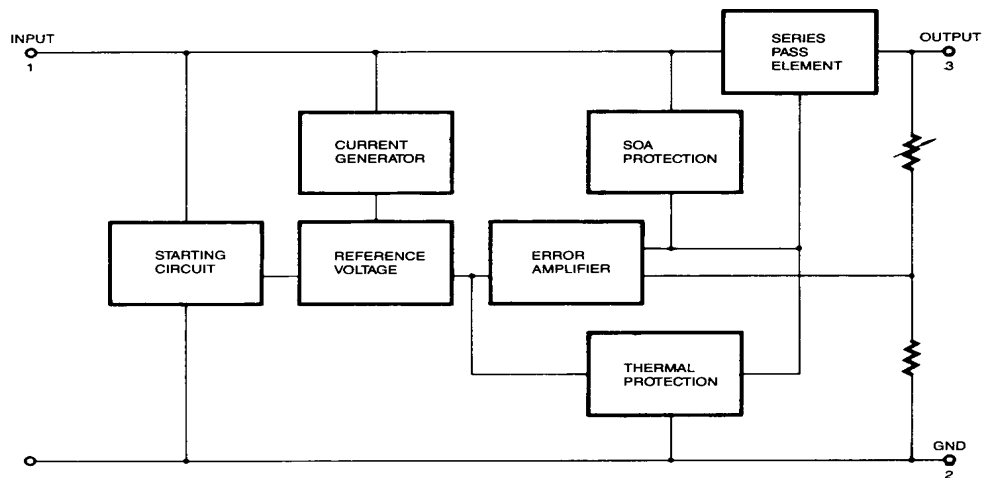 INPUT
1
SERIES
PASS
ELEMENT
OUTPUT
3
CURRENT
GENERATOR
SOA
PROTECTION
STARTING
CIRCUIT
REFERENCE
VOLTAGE
ERROR
AMPLIFIER
THERMAL
PROTECTION
GND
2